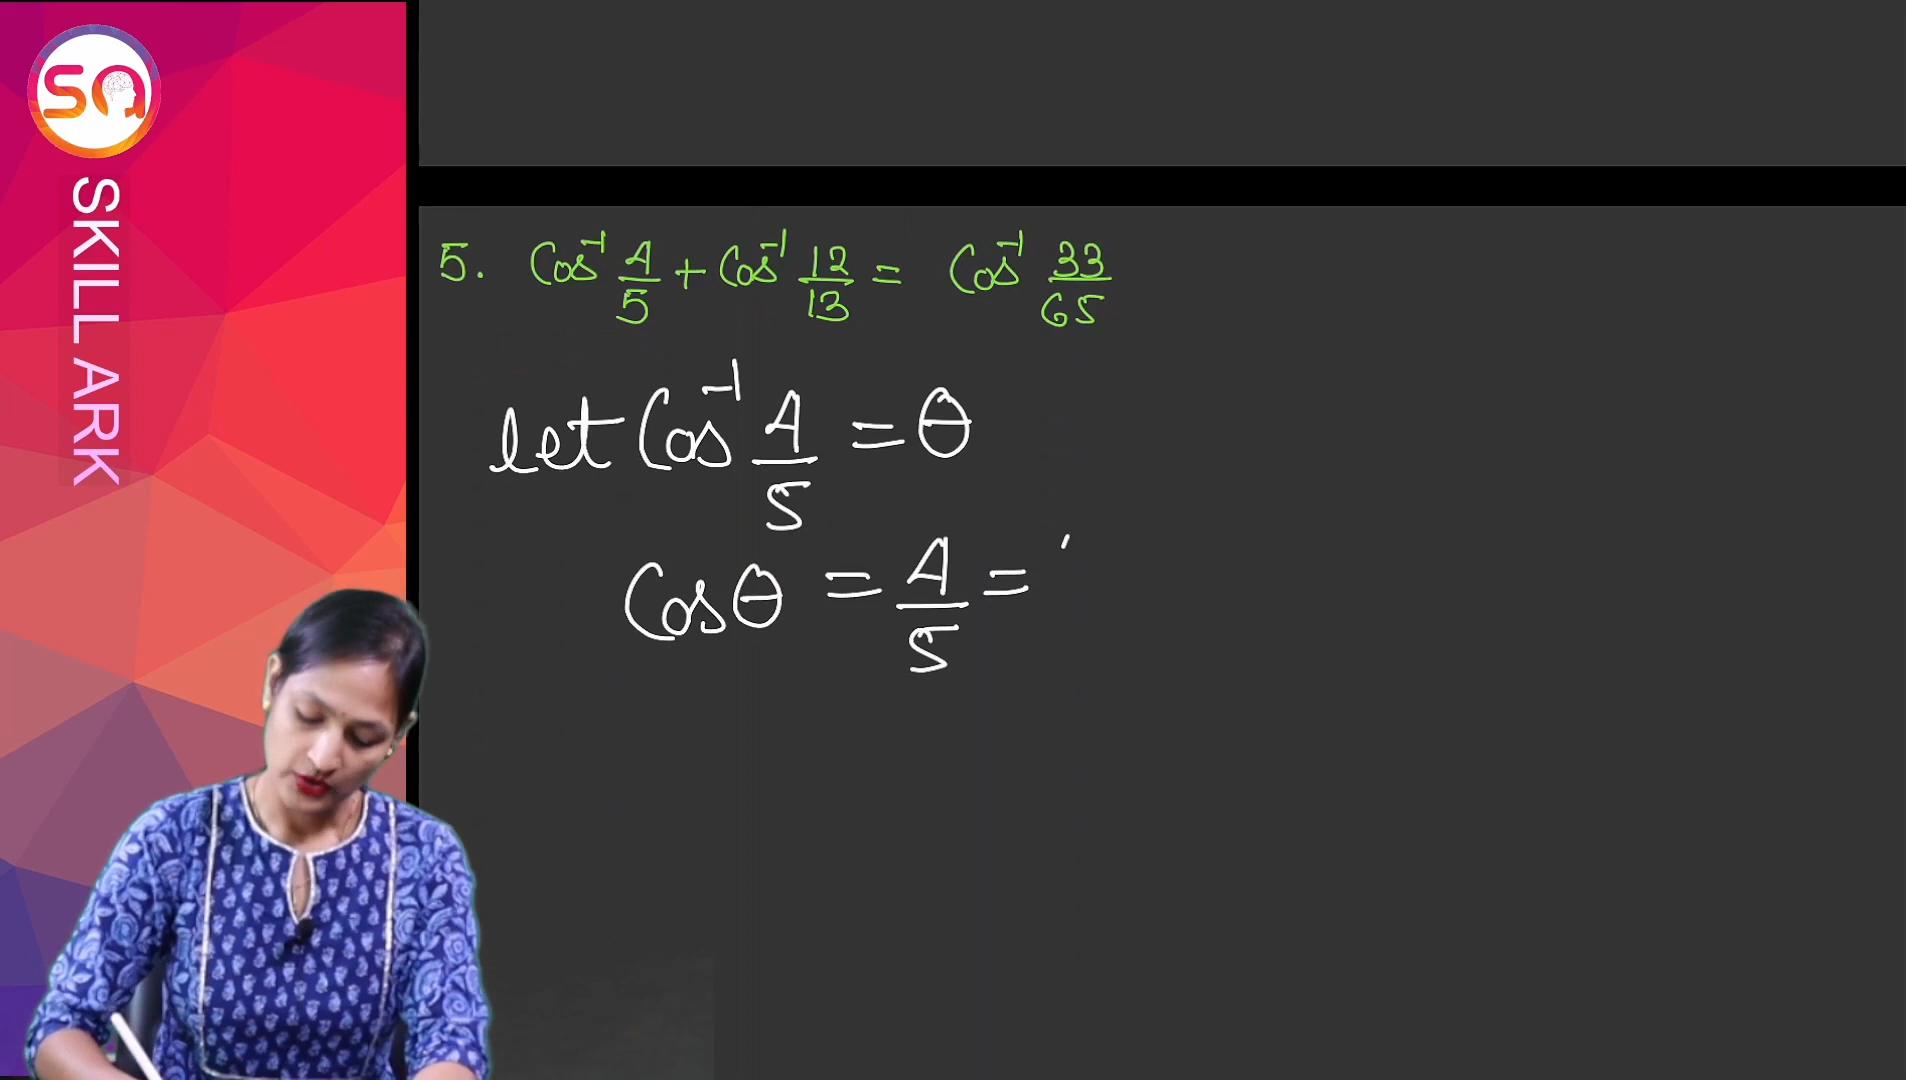 SA
SKILL ARK
5. Cos⁻¹ 4/5 + Cos⁻¹ 12/13 = Cos⁻¹ 33/65
let Cos⁻¹ 4/5 = θ
Cosθ = 4/5 =